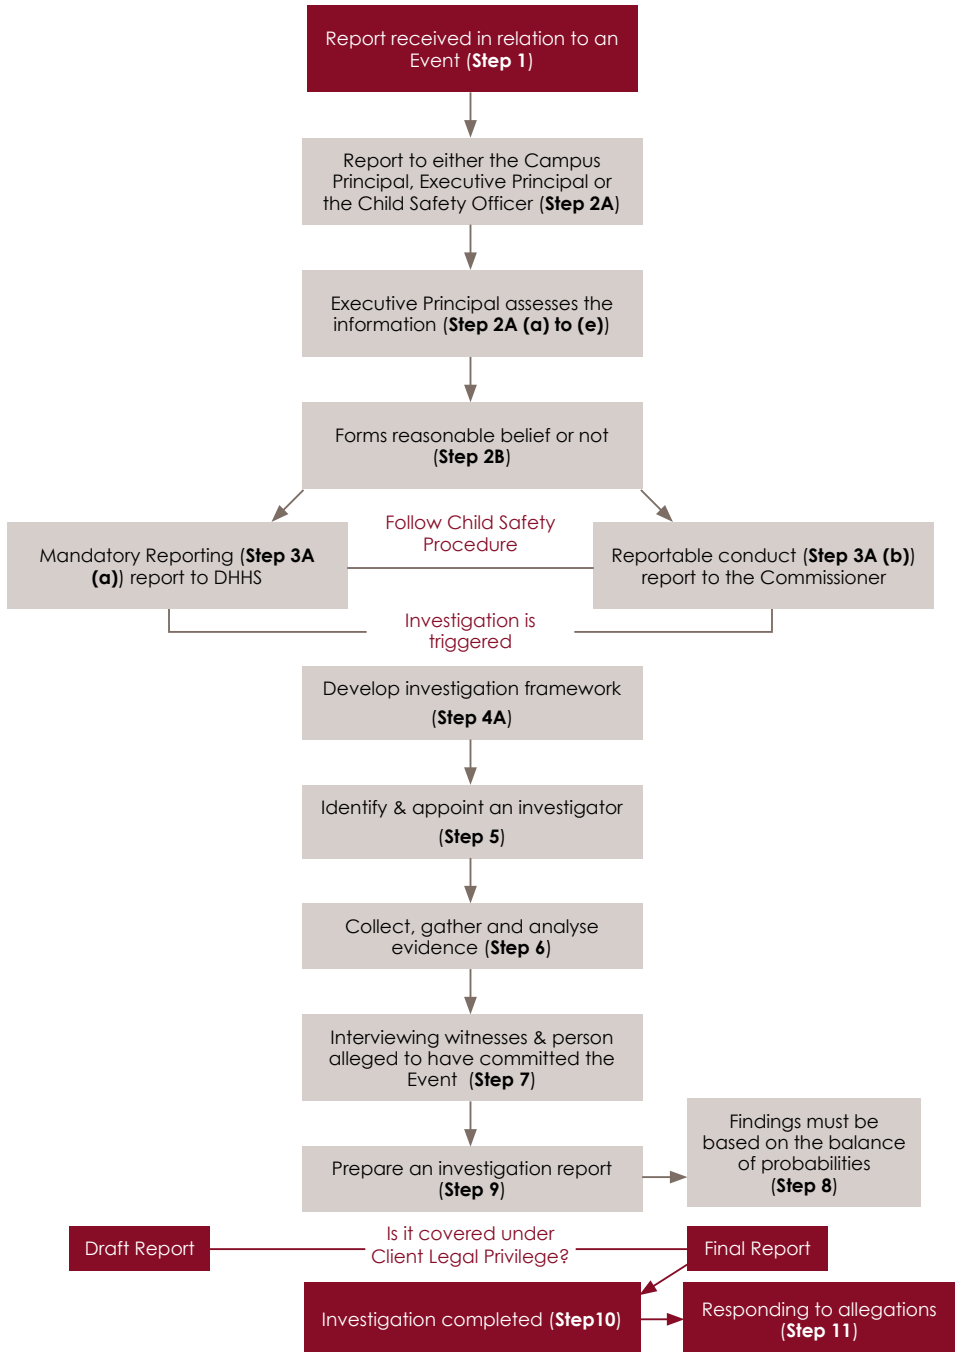 Report received in relation to an
Event (Step 1)
Report to either the Campus
Principal, Executive Principal or
the Child Safety Officer (Step 2A)
Executive Principal assesses the
information (Step 2A (a) to (e))
Forms reasonable belief or not
(Step 2B)
Follow Child Safety
Procedure
Mandatory Reporting (Step 3A
(a)) report to DHHS
Reportable conduct (Step 3A (b))
report to the Commissioner
Investigation is
triggered
Develop investigation framework
(Step 4A)
Identify & appoint an investigator
(Step 5)
Collect, gather and analyse
evidence (Step 6)
Interviewing witnesses & person
alleged to have committed the
Event (Step 7)
Prepare an investigation report
(Step 9)
Findings must be
based on the balance
of probabilities
(Step 8)
Draft Report
Is it covered under
Client Legal Privilege?
Final Report
Investigation completed (Step10)
Responding to allegations
(Step 11)